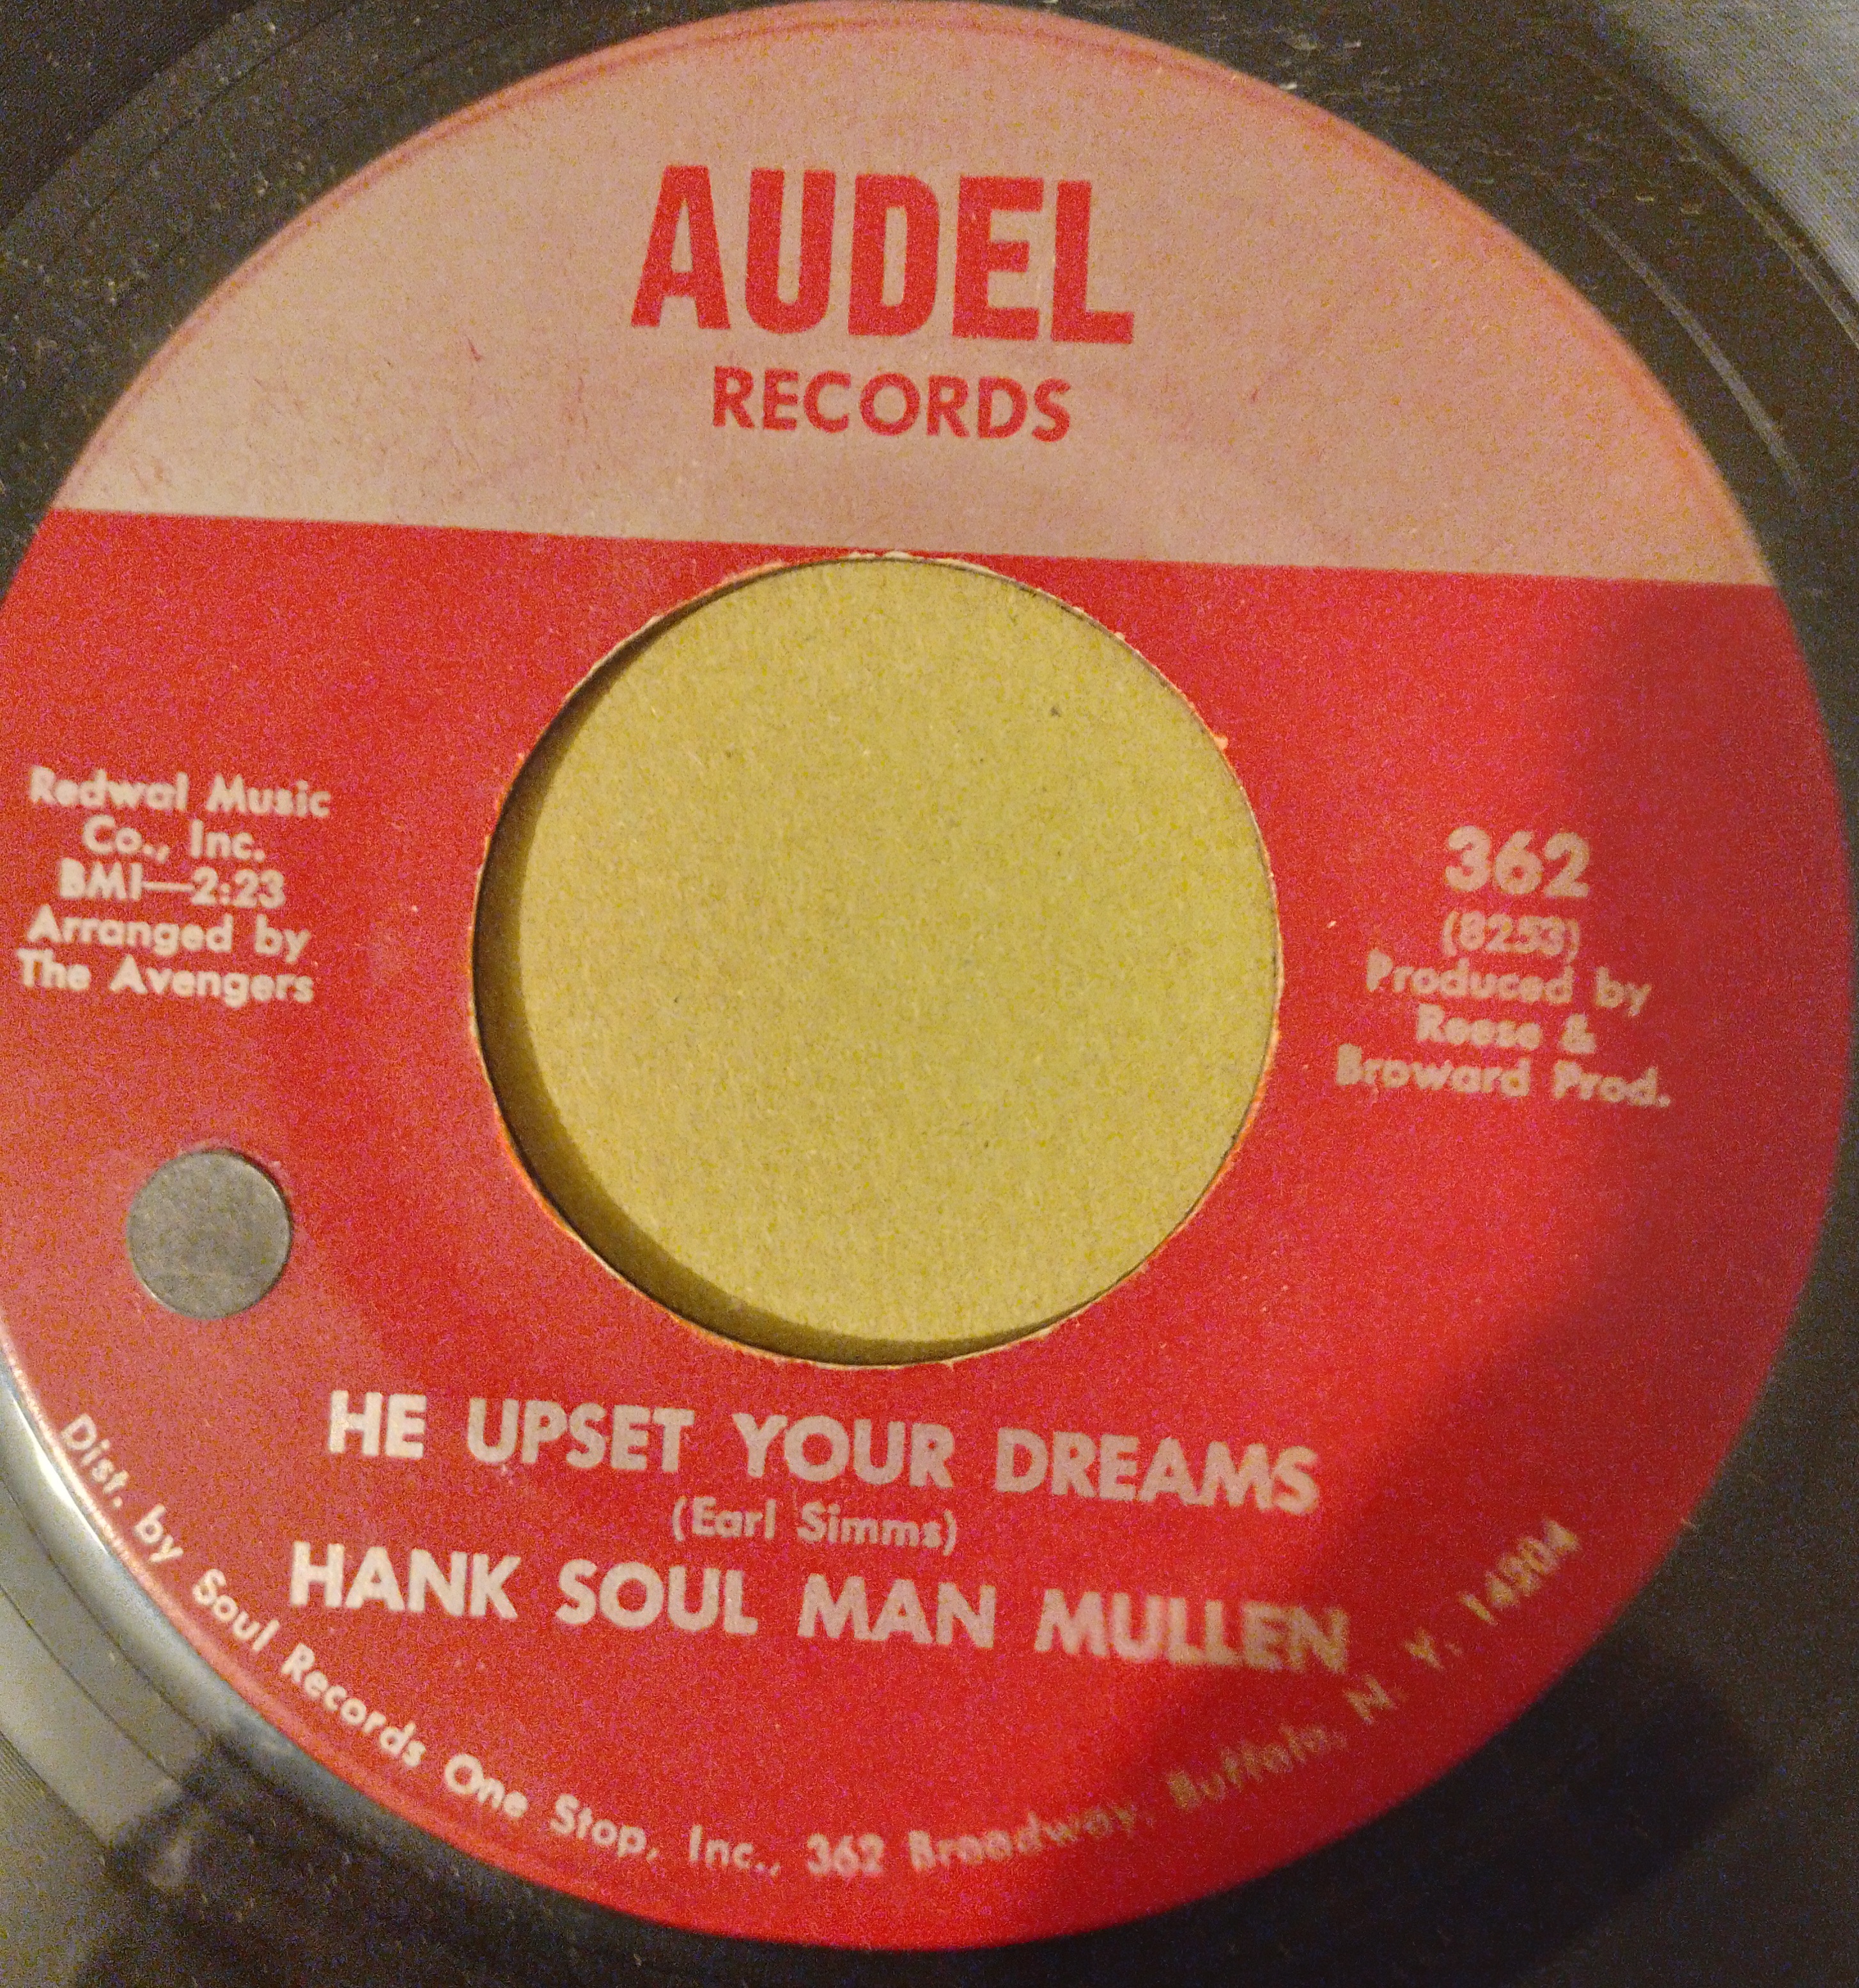 AUDEL
RECORDS
Redwal Music
Co., Inc.
BMI—2:23
Arranged by
The Avengers
362
(8253)
Produced by
Reese &
Broward Prod.
HE UPSET YOUR DREAMS
(Earl Simms)
HANK SOUL MAN MULLEN
Dist. by Soul Records One Stop, Inc., 362 Broadway, Buffalo, N. Y. 14204